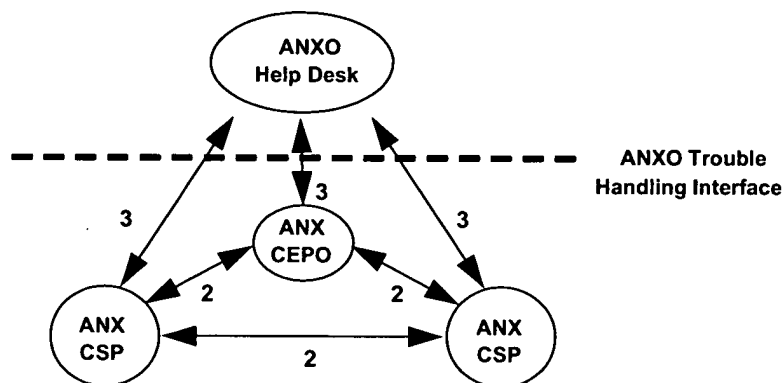 ANXO
Help Desk
ANXO Trouble
Handling Interface
3
3
3
ANX
CEPO
2
2
ANX
CSP
2
ANX
CSP